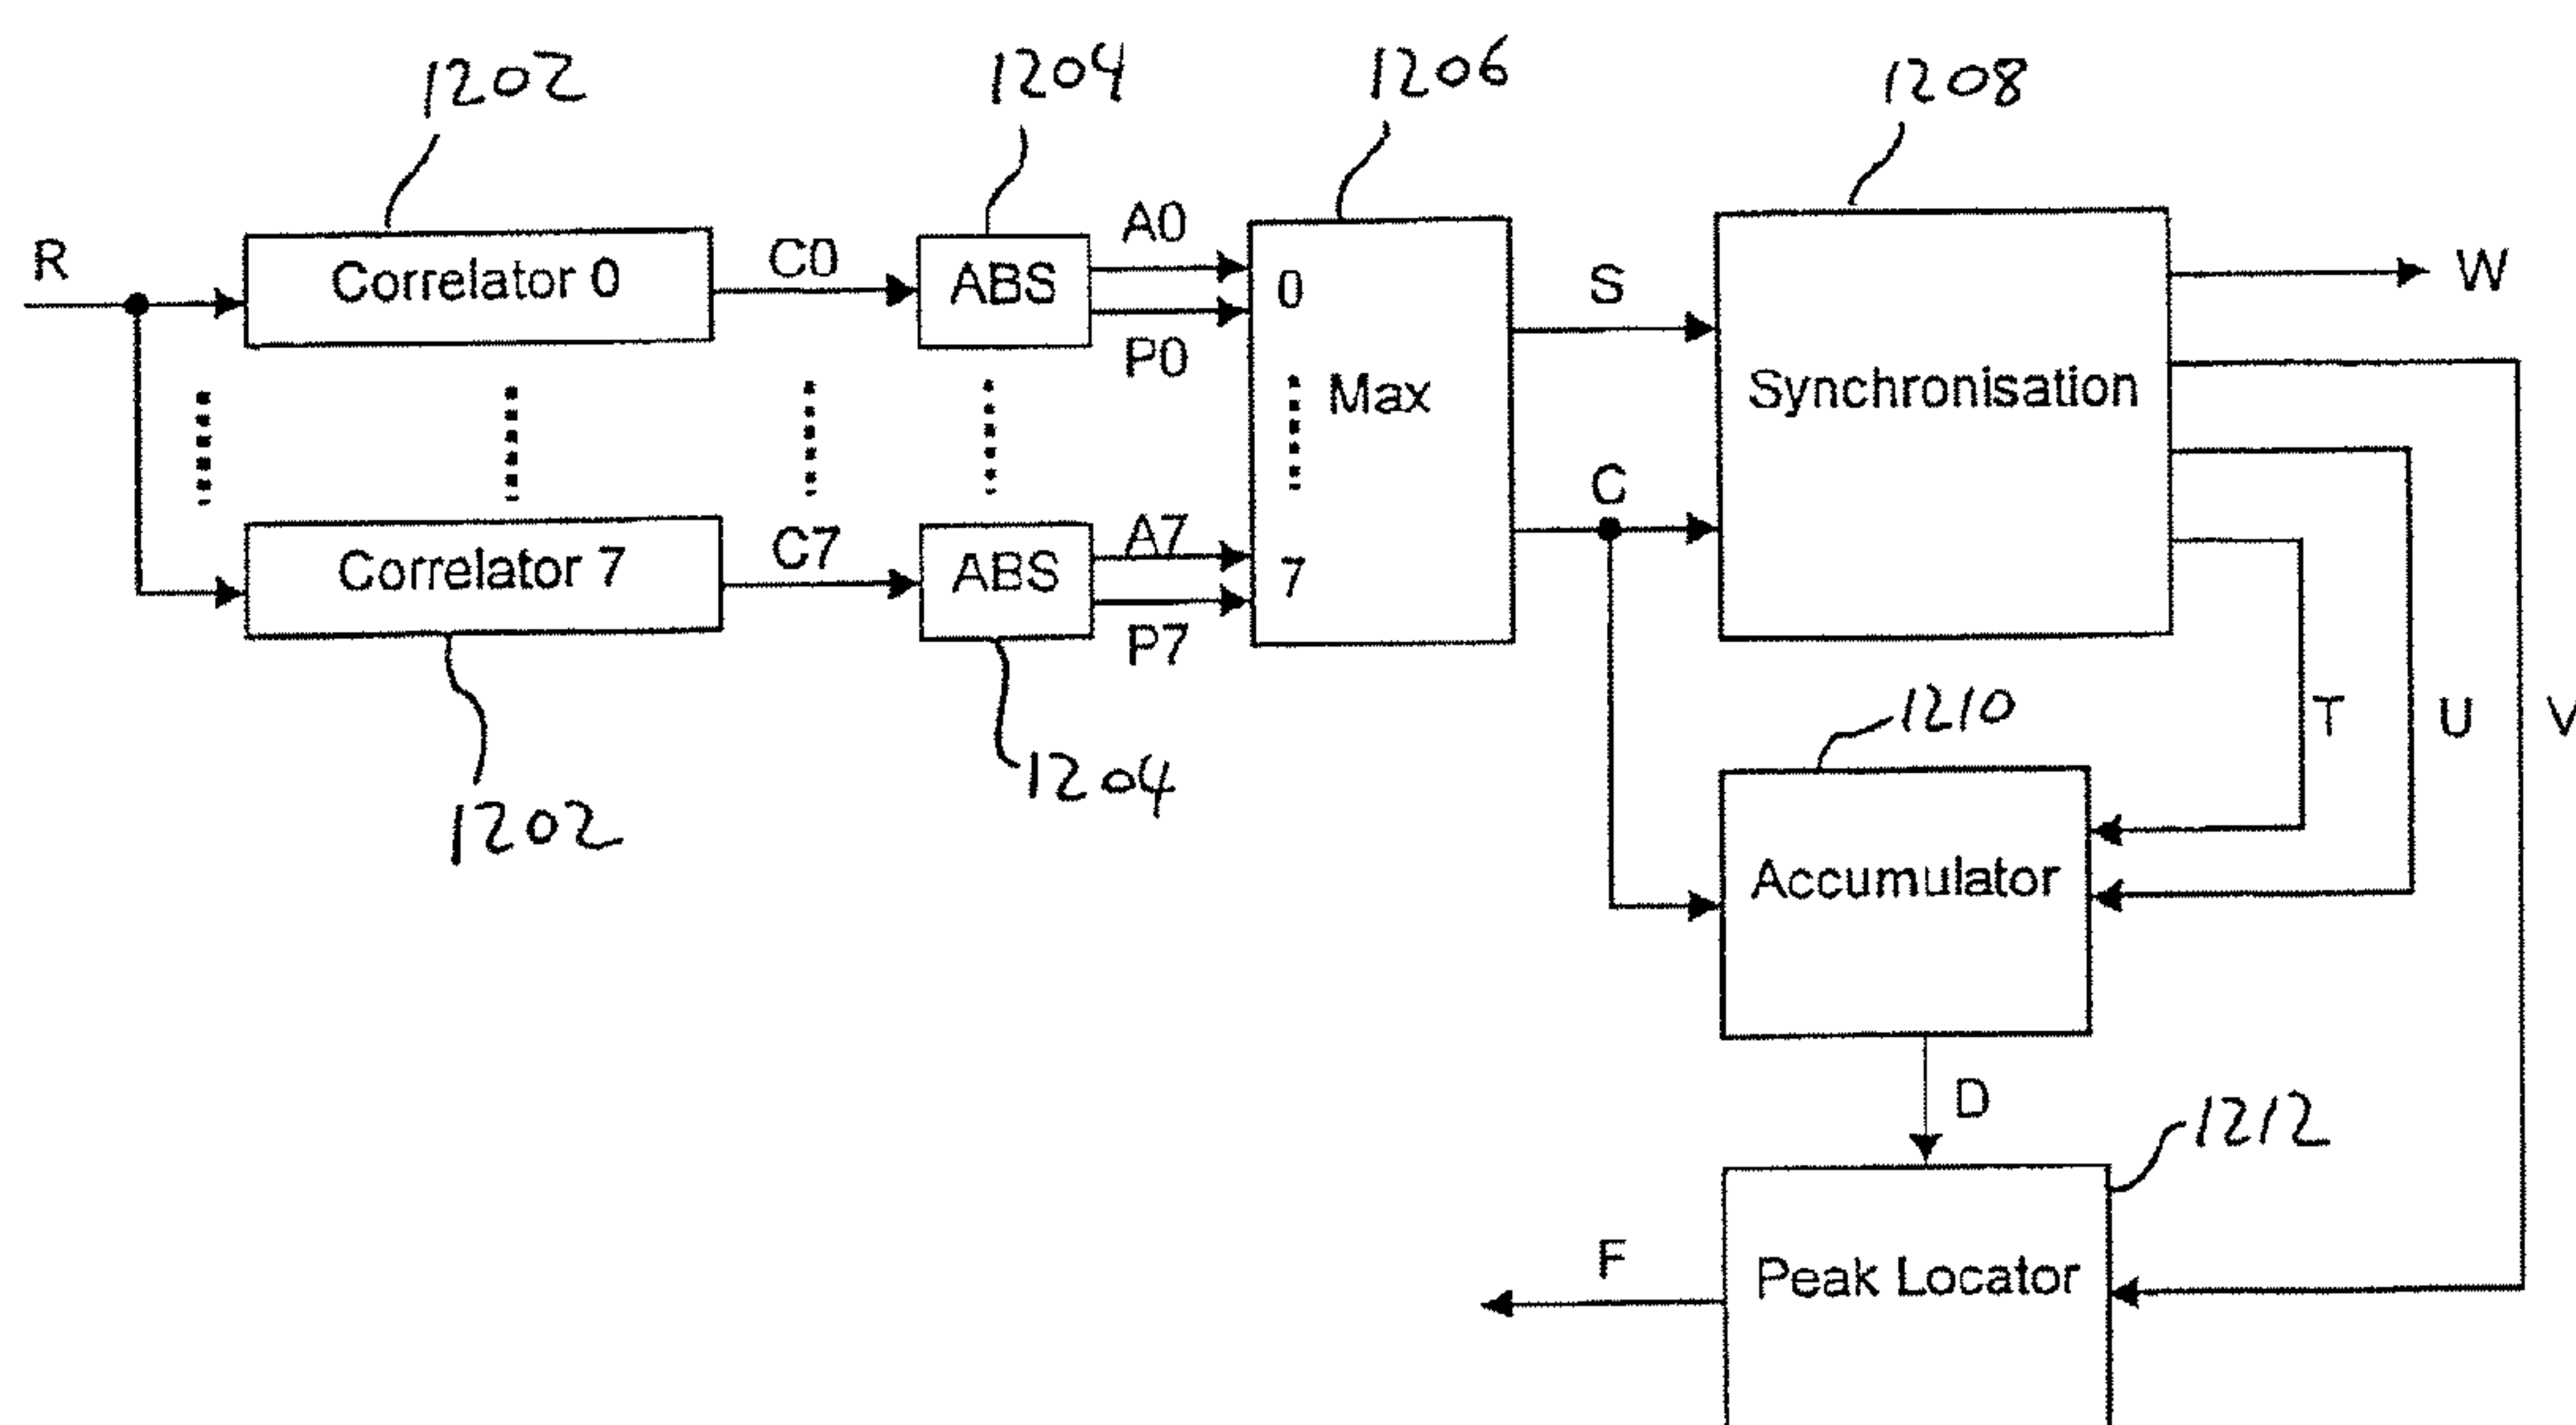 1202
1204
1206
1208
R
Correlator 0
C0
ABS
A0
P0
0
Max
S
Synchronisation
W
Correlator 7
C7
ABS
A7
P7
7
C
1202
1204
1210
T
U
V
Accumulator
D
1212
F
Peak Locator